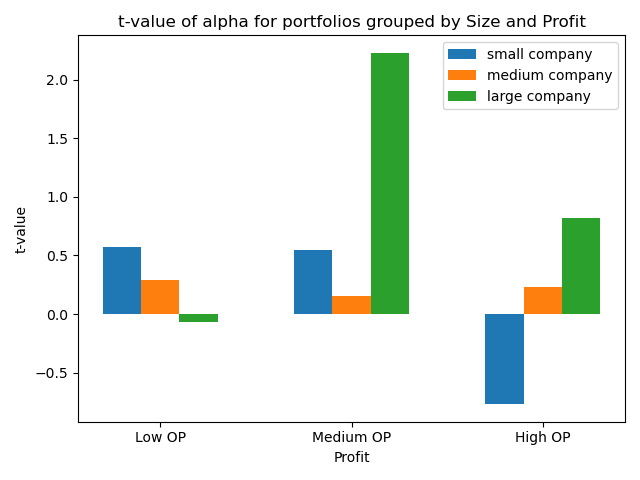 t-value of alpha for portfolios grouped by Size and Profit
small company
medium company
large company
2.0
1.5
1.0
0.5
0.0
−0.5
t-value
Low OP
Medium OP
High OP
Profit